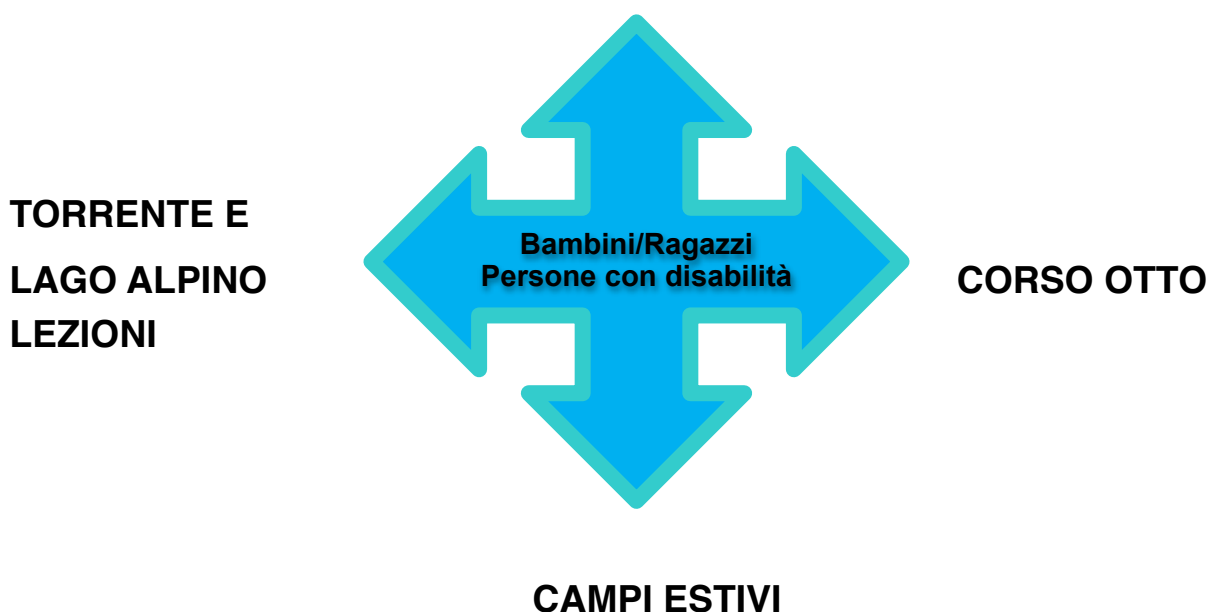 TORRENTE E
LAGO ALPINO
LEZIONI
Bambini/Ragazzi
Persone con disabilità
CORSO OTTO
CAMPI ESTIVI